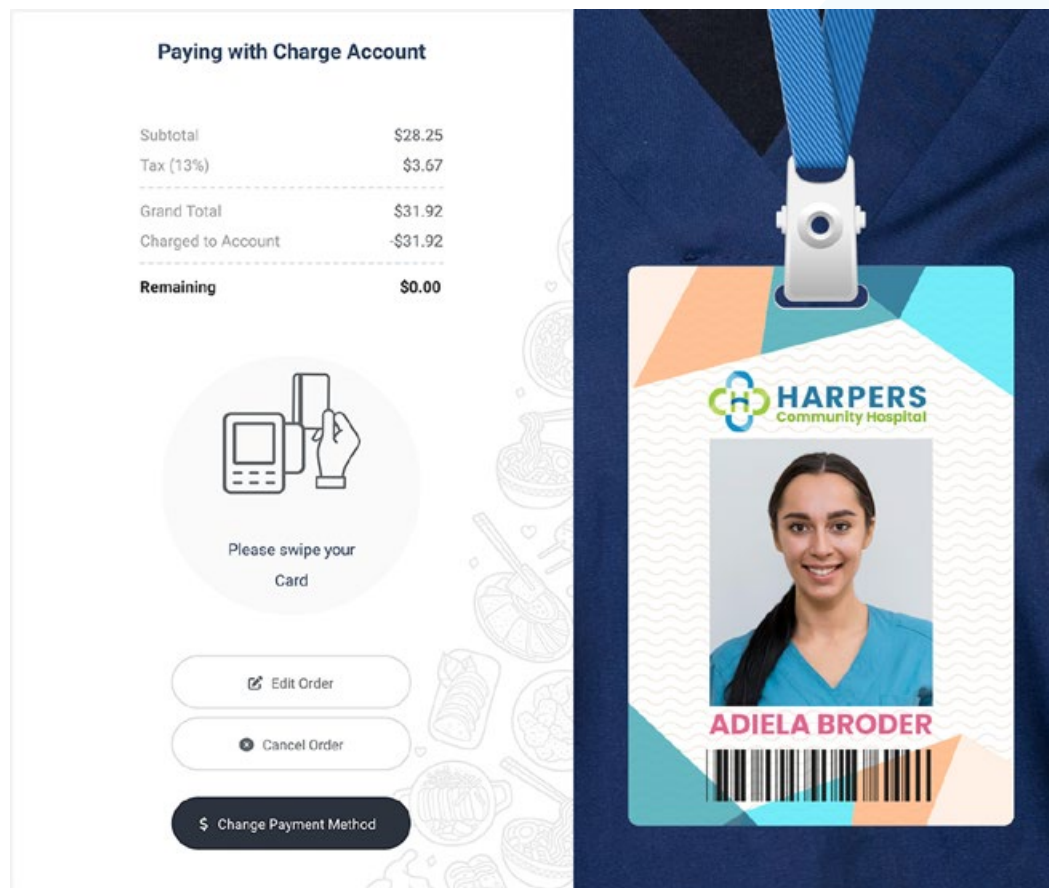 Paying with Charge Account
Subtotal $28.25
Tax (13%) $3.67
Grand Total $31.92
Charged to Account -$31.92
Remaining $0.00
Please swipe your
Card
Edit Order
Cancel Order
$ Change Payment Method
H
HARPERS
Community Hospital
ADIELA BRODER